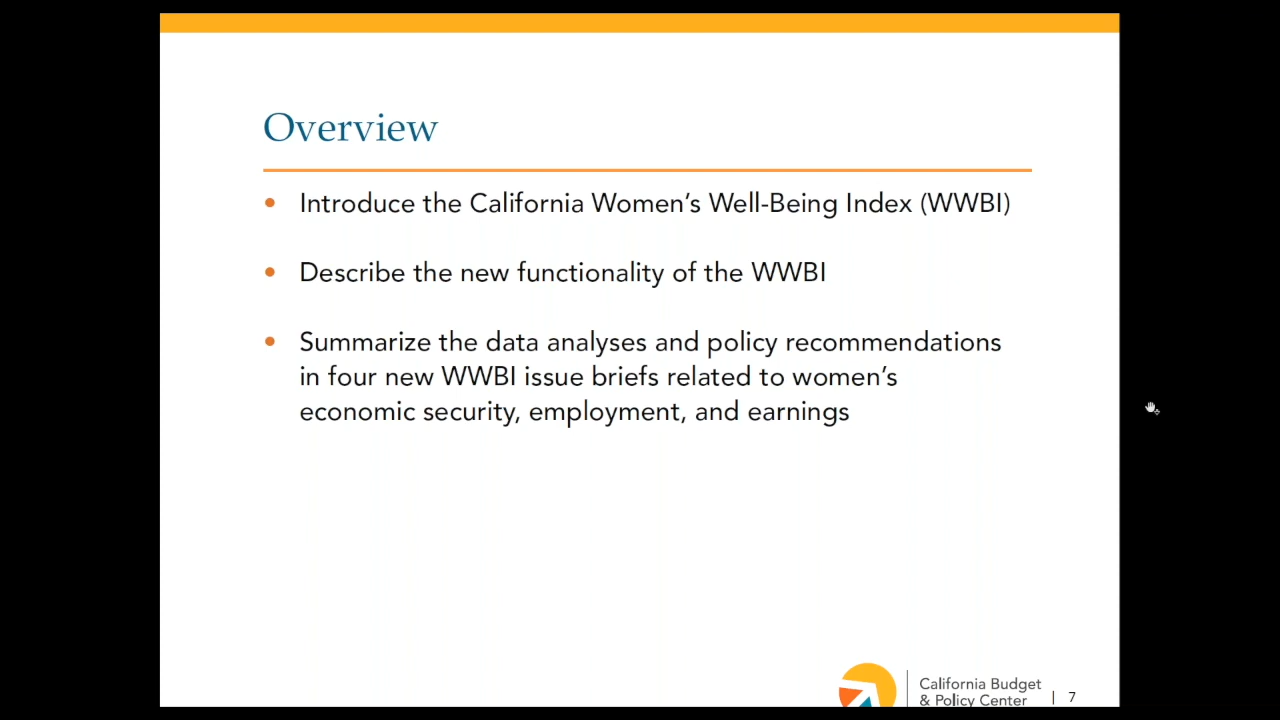 Overview
• Introduce the California Women’s Well-Being Index (WWBI)
• Describe the new functionality of the WWBI
• Summarize the data analyses and policy recommendations
in four new WWBI issue briefs related to women’s
economic security, employment, and earnings
California Budget
& Policy Center | 7